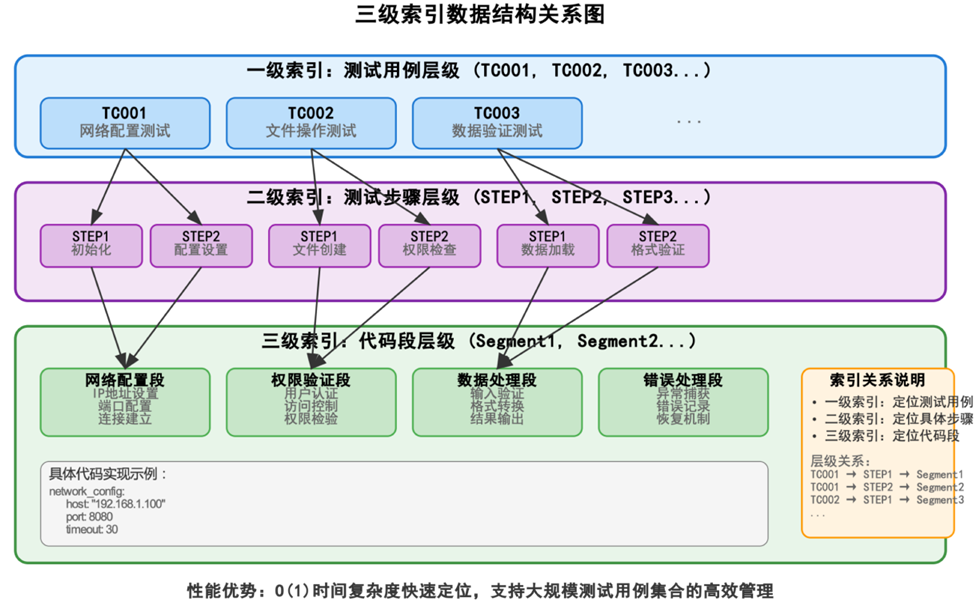 三级索引数据结构关系图
一级索引：测试用例层级 (TC001, TC002, TC003...)
TC001
网络配置测试
TC002
文件操作测试
TC003
数据验证测试
...
二级索引：测试步骤层级 (STEP1, STEP2, STEP3...)
STEP1
初始化
STEP2
配置设置
STEP1
文件创建
STEP2
权限检查
STEP1
数据加载
STEP2
格式验证
三级索引：代码段层级 (Segment1, Segment2...)
网络配置段
IP地址设置
端口配置
连接建立
权限验证段
用户认证
访问控制
权限检验
数据处理段
输入验证
格式转换
结果输出
错误处理段
异常捕获
错误记录
恢复机制
具体代码实现示例：
network_config:
host: "192.168.1.100"
port: 8080
timeout: 30
索引关系说明
• 一级索引：定位测试用例
• 二级索引：定位具体步骤
• 三级索引：定位代码段
层级关系：
TC001 → STEP1 → Segment1
TC001 → STEP2 → Segment2
TC002 → STEP1 → Segment3
...
性能优势：O(1)时间复杂度快速定位，支持大规模测试用例集合的高效管理